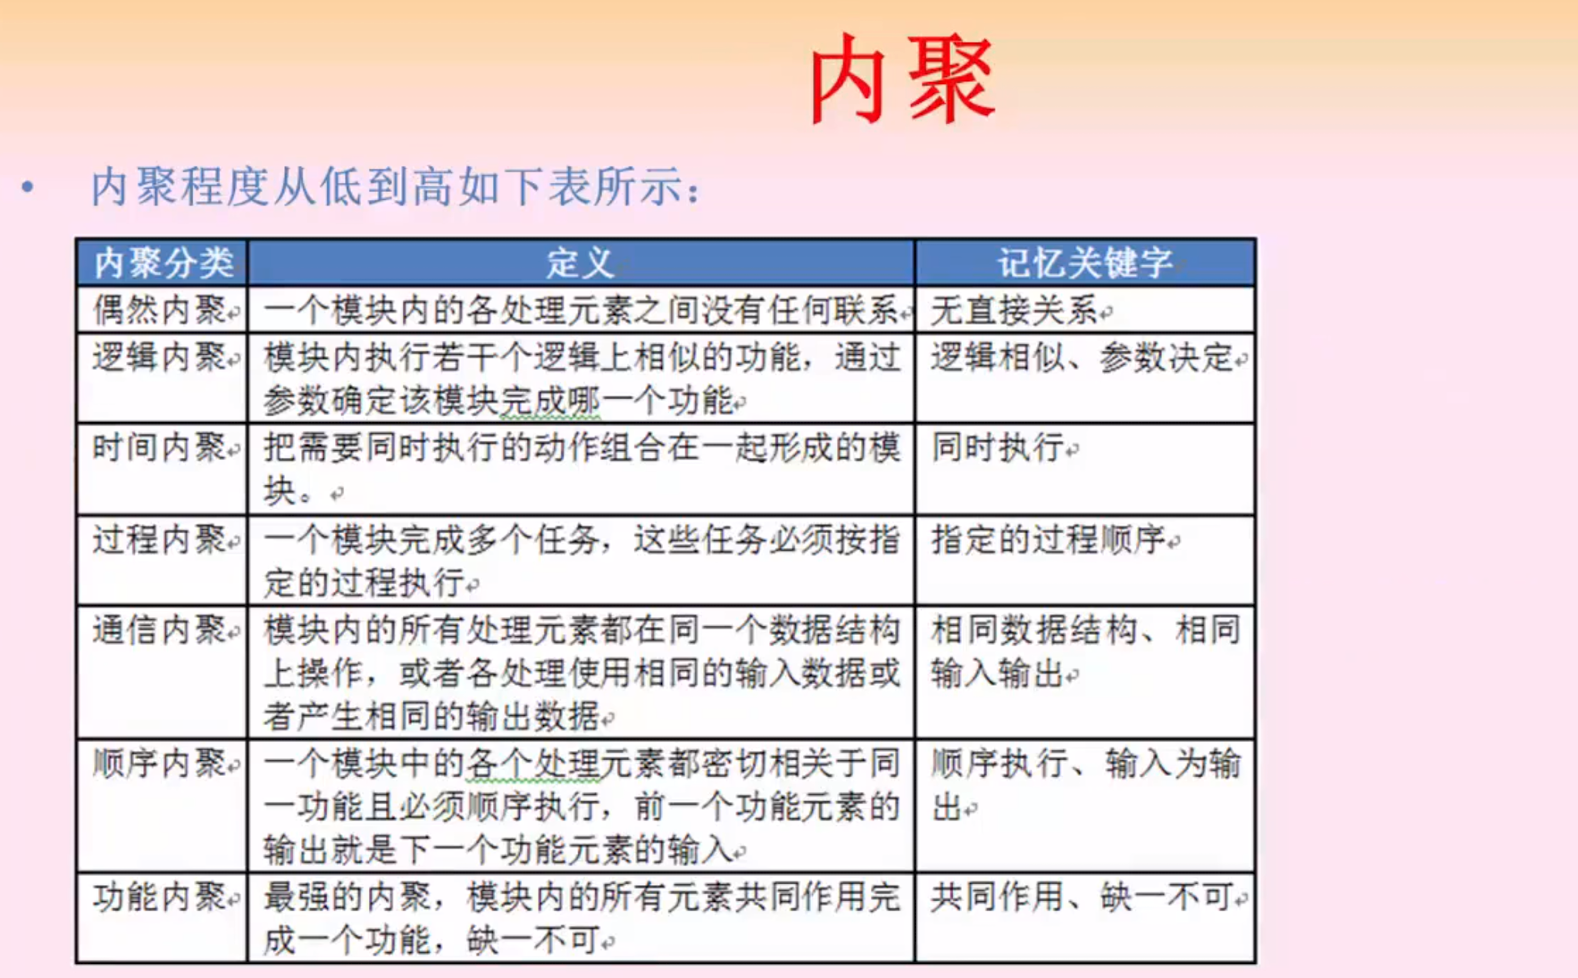 内聚
• 内聚程度从低到高如下表所示：
内聚分类 定义 记忆关键字
偶然内聚 一个模块内的各处理元素之间没有任何联系 无直接关系
逻辑内聚 模块内执行若干个逻辑上相似的功能，通过 逻辑相似、参数决定
参数确定该模块完成哪一个功能
时间内聚 把需要同时执行的动作组合在一起形成的模 同时执行
块。
过程内聚 一个模块完成多个任务，这些任务必须按指 指定的过程顺序
定的过程执行
通信内聚 模块内的所有处理元素都在同一个数据结构 相同数据结构、相同
上操作，或者各处理使用相同的输入数据或 输入输出
者产生相同的输出数据
顺序内聚 一个模块中的各个处理元素都密切相关于同 顺序执行、输入为输
一功能且必须顺序执行，前一个功能元素的 出
输出就是下一个功能元素的输入
功能内聚 最强的内聚，模块内的所有元素共同作用完 共同作用、缺一不可
成一个功能，缺一不可